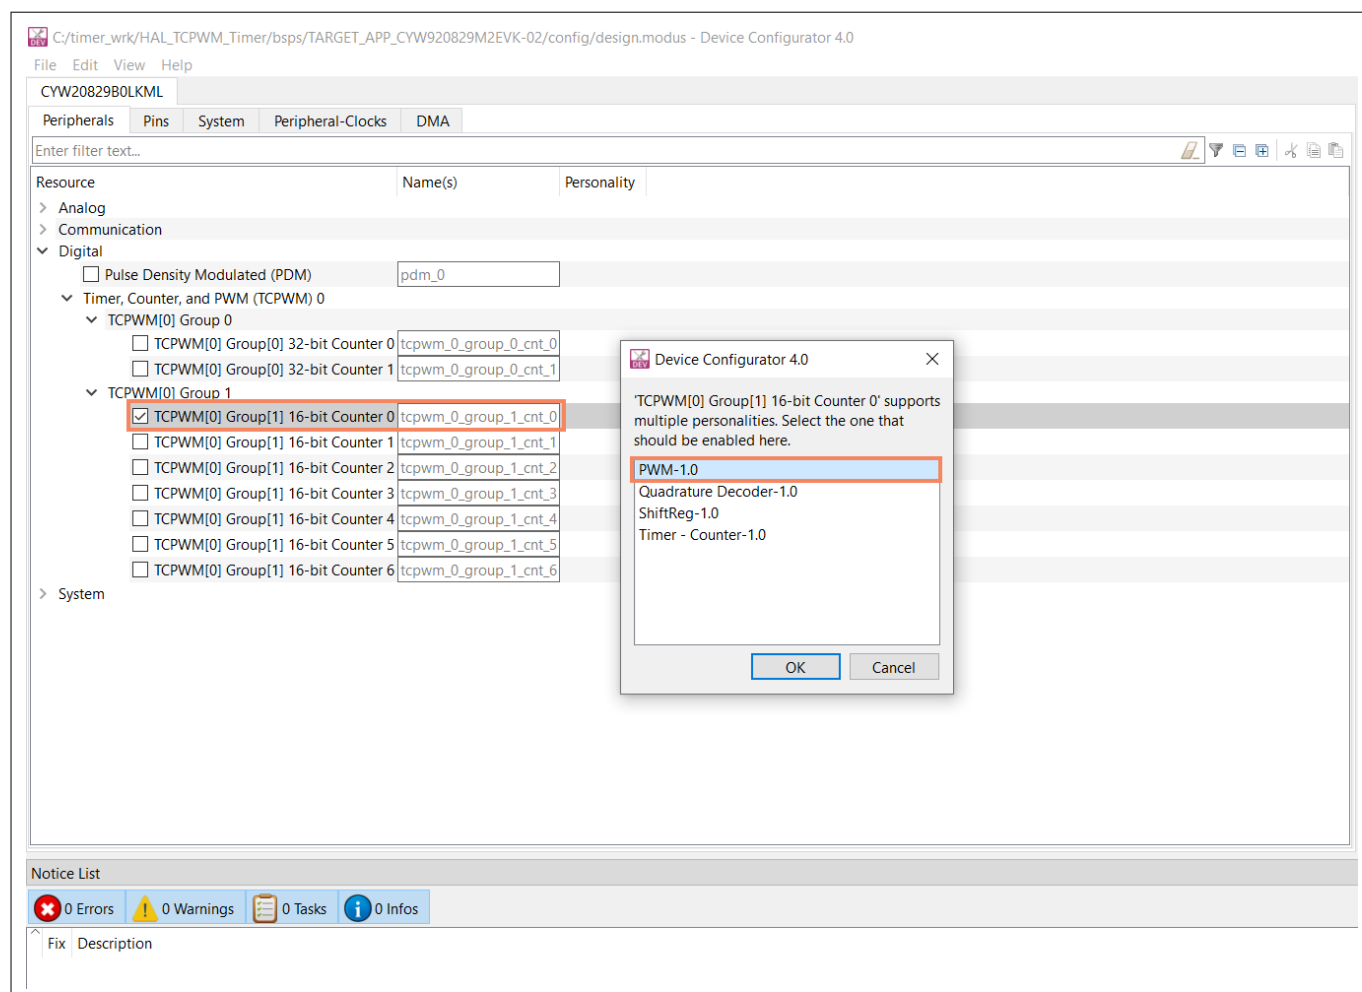 C:/timer_wrk/HAL_TCPWM_Timer/bsps/TARGET_APP_CYW920829M2EVK-02/config/design.modus - Device Configurator 4.0
File Edit View Help
CYW20829B0LKML
Peripherals Pins System Peripheral-Clocks DMA
Enter filter text...
Resource Name(s) Personality
Analog
Communication
Digital
Pulse Density Modulated (PDM) pdm_0
Timer, Counter, and PWM (TCPWM) 0
TCPWM[0] Group 0
TCPWM[0] Group[0] 32-bit Counter 0 tcpwm_0_group_0_cnt_0
TCPWM[0] Group[0] 32-bit Counter 1 tcpwm_0_group_0_cnt_1
TCPWM[0] Group 1
TCPWM[0] Group[1] 16-bit Counter 0 tcpwm_0_group_1_cnt_0
TCPWM[0] Group[1] 16-bit Counter 1 tcpwm_0_group_1_cnt_1
TCPWM[0] Group[1] 16-bit Counter 2 tcpwm_0_group_1_cnt_2
TCPWM[0] Group[1] 16-bit Counter 3 tcpwm_0_group_1_cnt_3
TCPWM[0] Group[1] 16-bit Counter 4 tcpwm_0_group_1_cnt_4
TCPWM[0] Group[1] 16-bit Counter 5 tcpwm_0_group_1_cnt_5
TCPWM[0] Group[1] 16-bit Counter 6 tcpwm_0_group_1_cnt_6
System
Device Configurator 4.0
'TCPWM[0] Group[1] 16-bit Counter 0' supports
multiple personalities. Select the one that
should be enabled here.
PWM-1.0
Quadrature Decoder-1.0
ShiftReg-1.0
Timer - Counter-1.0
OK Cancel
Notice List
0 Errors 0 Warnings 0 Tasks 0 Infos
Fix Description